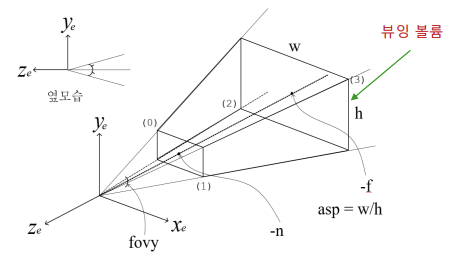 y_e
뷰잉 볼륨
w
z_e
(3)
옆모습
(2)
h
(0)
y_e
(1)
-f
asp = w/h
x_e
z_e
-n
fovy